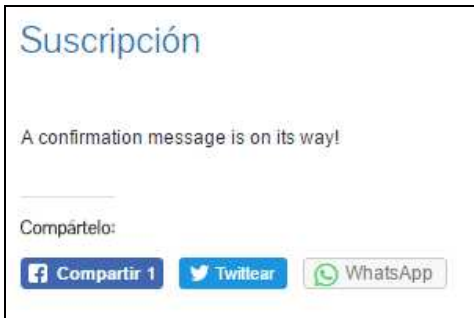 Suscripción
A confirmation message is on its way!
Compártelo:
Compartir 1 Twittear WhatsApp